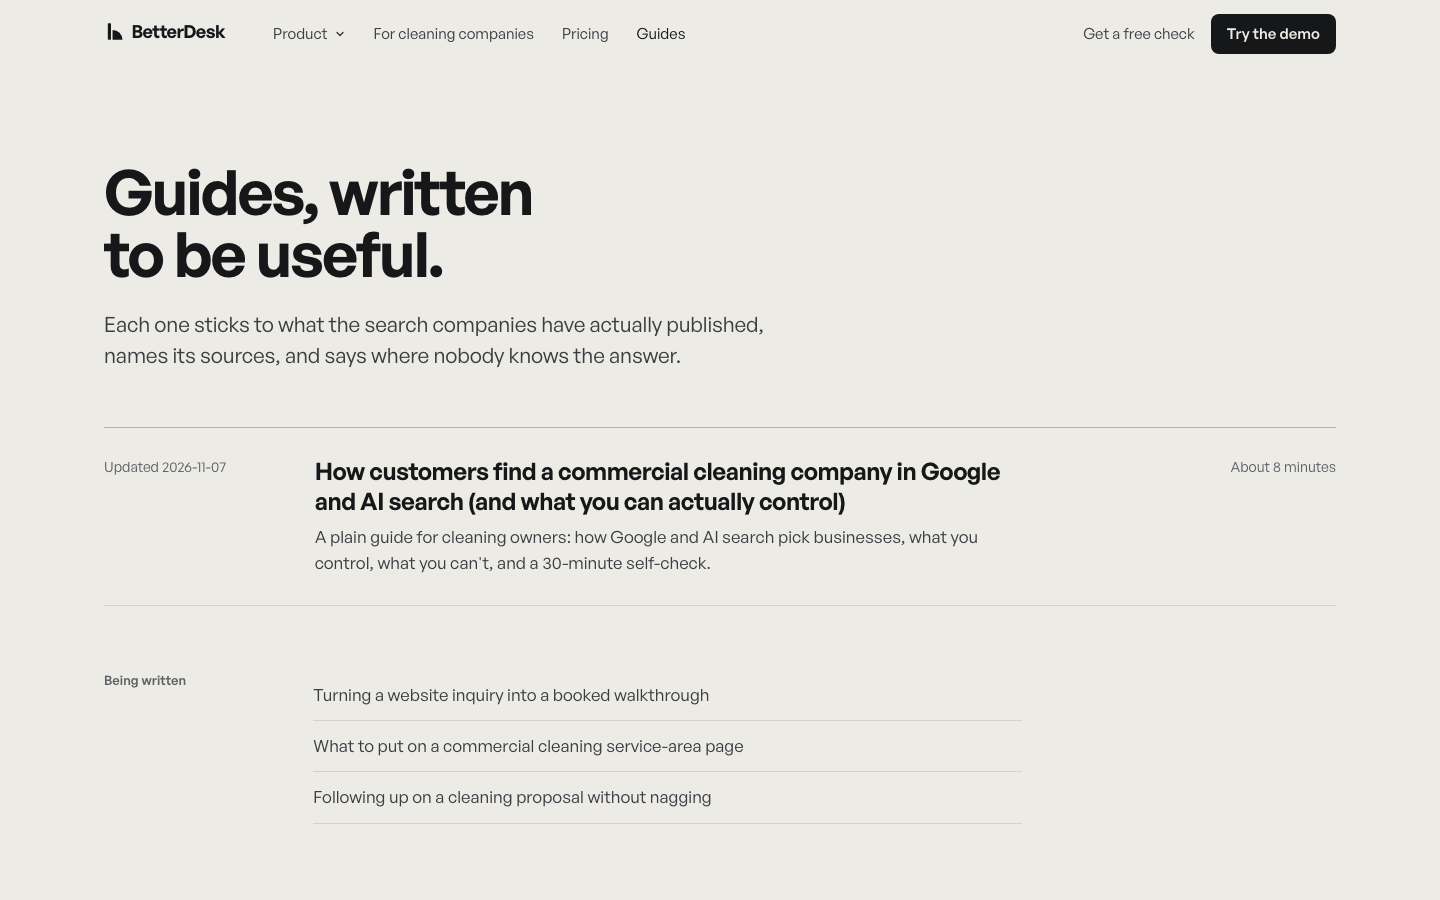 BetterDesk
Product
For cleaning companies
Pricing
Guides
Get a free check
Try the demo
Guides, written
to be useful.
Each one sticks to what the search companies have actually published,
names its sources, and says where nobody knows the answer.
Updated 2026-11-07
How customers find a commercial cleaning company in Google
and AI search (and what you can actually control)
About 8 minutes
A plain guide for cleaning owners: how Google and AI search pick businesses, what you
control, what you can't, and a 30-minute self-check.
Being written
Turning a website inquiry into a booked walkthrough
What to put on a commercial cleaning service-area page
Following up on a cleaning proposal without nagging